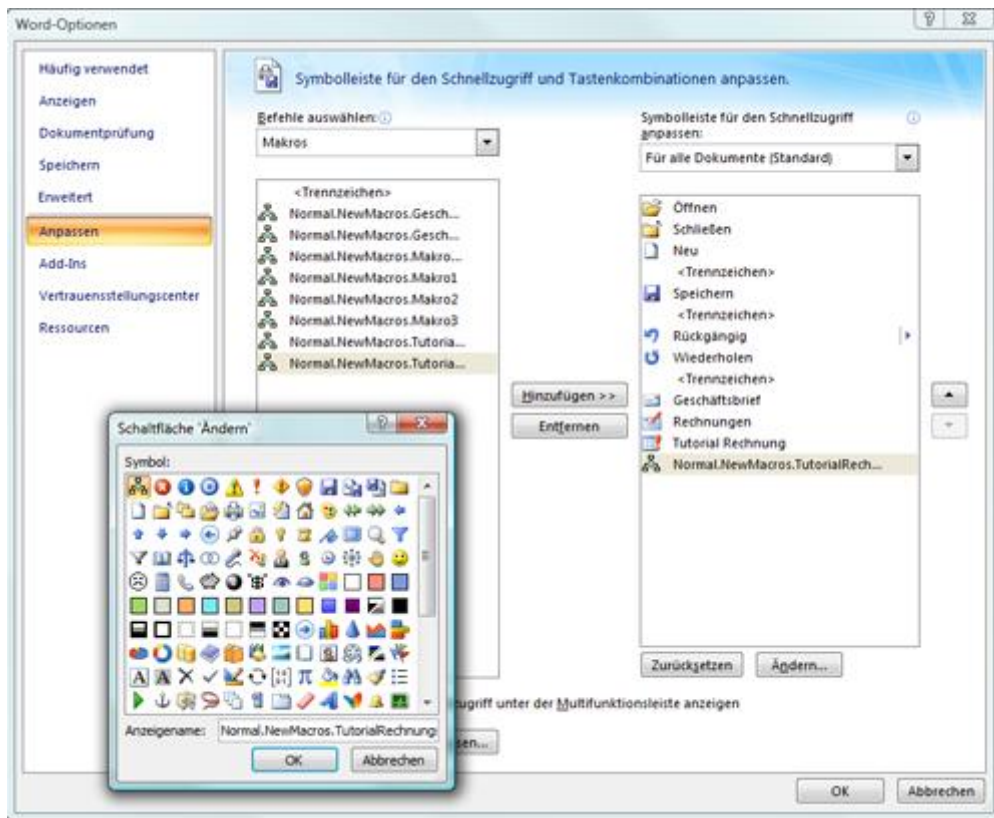 Word-Optionen
Häufig verwendet
Anzeigen
Dokumentprüfung
Speichern
Erweitert
Anpassen
Add-Ins
Vertrauensstellungscenter
Ressourcen
Symbolleiste für den Schnellzugriff und Tastenkombinationen anpassen.
Befehle auswählen:
Makros
<Trennzeichen>
Normal.NewMacros.Gesch...
Normal.NewMacros.Gesch...
Normal.NewMacros.Makro...
Normal.NewMacros.Makro1
Normal.NewMacros.Makro2
Normal.NewMacros.Makro3
Normal.NewMacros.Tutoria...
Normal.NewMacros.Tutoria...
Hinzufügen >>
Entfernen
Symbolleiste für den Schnellzugriff
anpassen:
Für alle Dokumente (Standard)
Öffnen
Schließen
Neu
<Trennzeichen>
Speichern
<Trennzeichen>
Rückgängig
Wiederholen
<Trennzeichen>
Geschäftsbrief
Rechnungen
Tutorial Rechnung
Normal.NewMacros.TutorialRech...
Zurücksetzen
Ändern...
ugriff unter der Multifunktionsleiste anzeigen
sen...
Schaltfläche 'Ändern'
Symbol:
Anzeigename:
Normal.NewMacros.TutorialRechnung
OK
Abbrechen
OK
Abbrechen